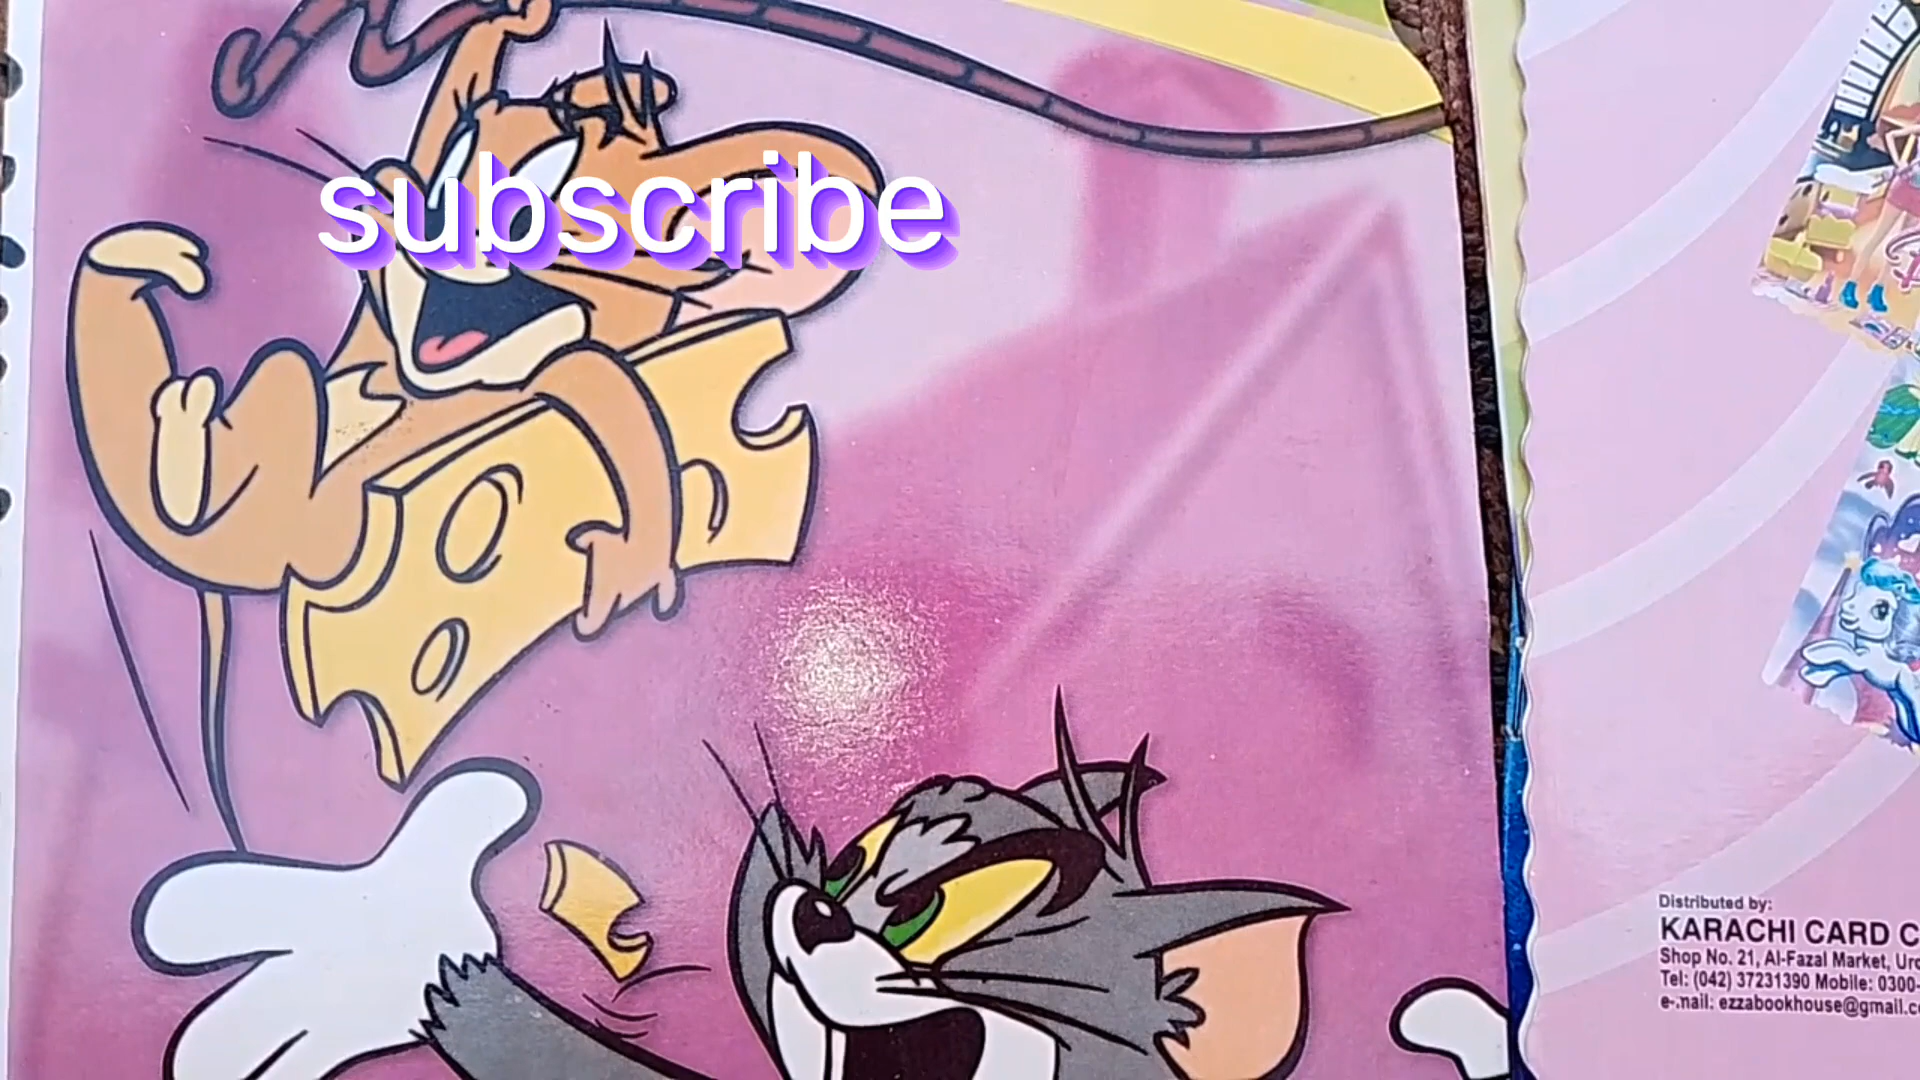 subscribe
Distributed by:
KARACHI CARD C
Shop No. 21, Al-Fazal Market,
Tel: (042) 37231390 Mobile: 0300-
e-mail: ezzabookhouse@gmail.c